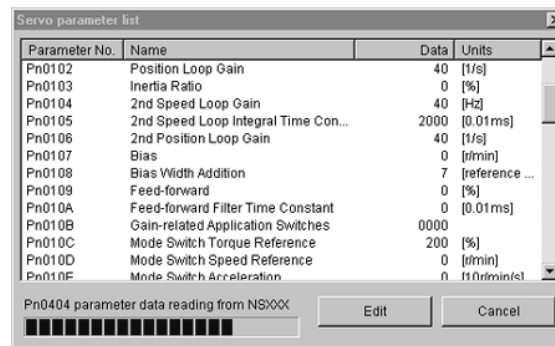 Servo parameter list
Parameter No. Name Data Units
Pn0102 Position Loop Gain 40 [1/s]
Pn0103 Inertia Ratio 0 [%]
Pn0104 2nd Speed Loop Gain 40 [Hz]
Pn0105 2nd Speed Loop Integral Time Con... 2000 [0.01ms]
Pn0106 2nd Position Loop Gain 40 [1/s]
Pn0107 Bias 0 [r/min]
Pn0108 Bias Width Addition 7 [reference ...
Pn0109 Feed-forward 0 [%]
Pn010A Feed-forward Filter Time Constant 0 [0.01ms]
Pn010B Gain-related Application Switches 0000
Pn010C Mode Switch Torque Reference 200 [%]
Pn010D Mode Switch Speed Reference 0 [r/min]
Pn010E Mode Switch Acceleration 0 [10r/min/s]
Pn0404 parameter data reading from NSXXX
Edit
Cancel